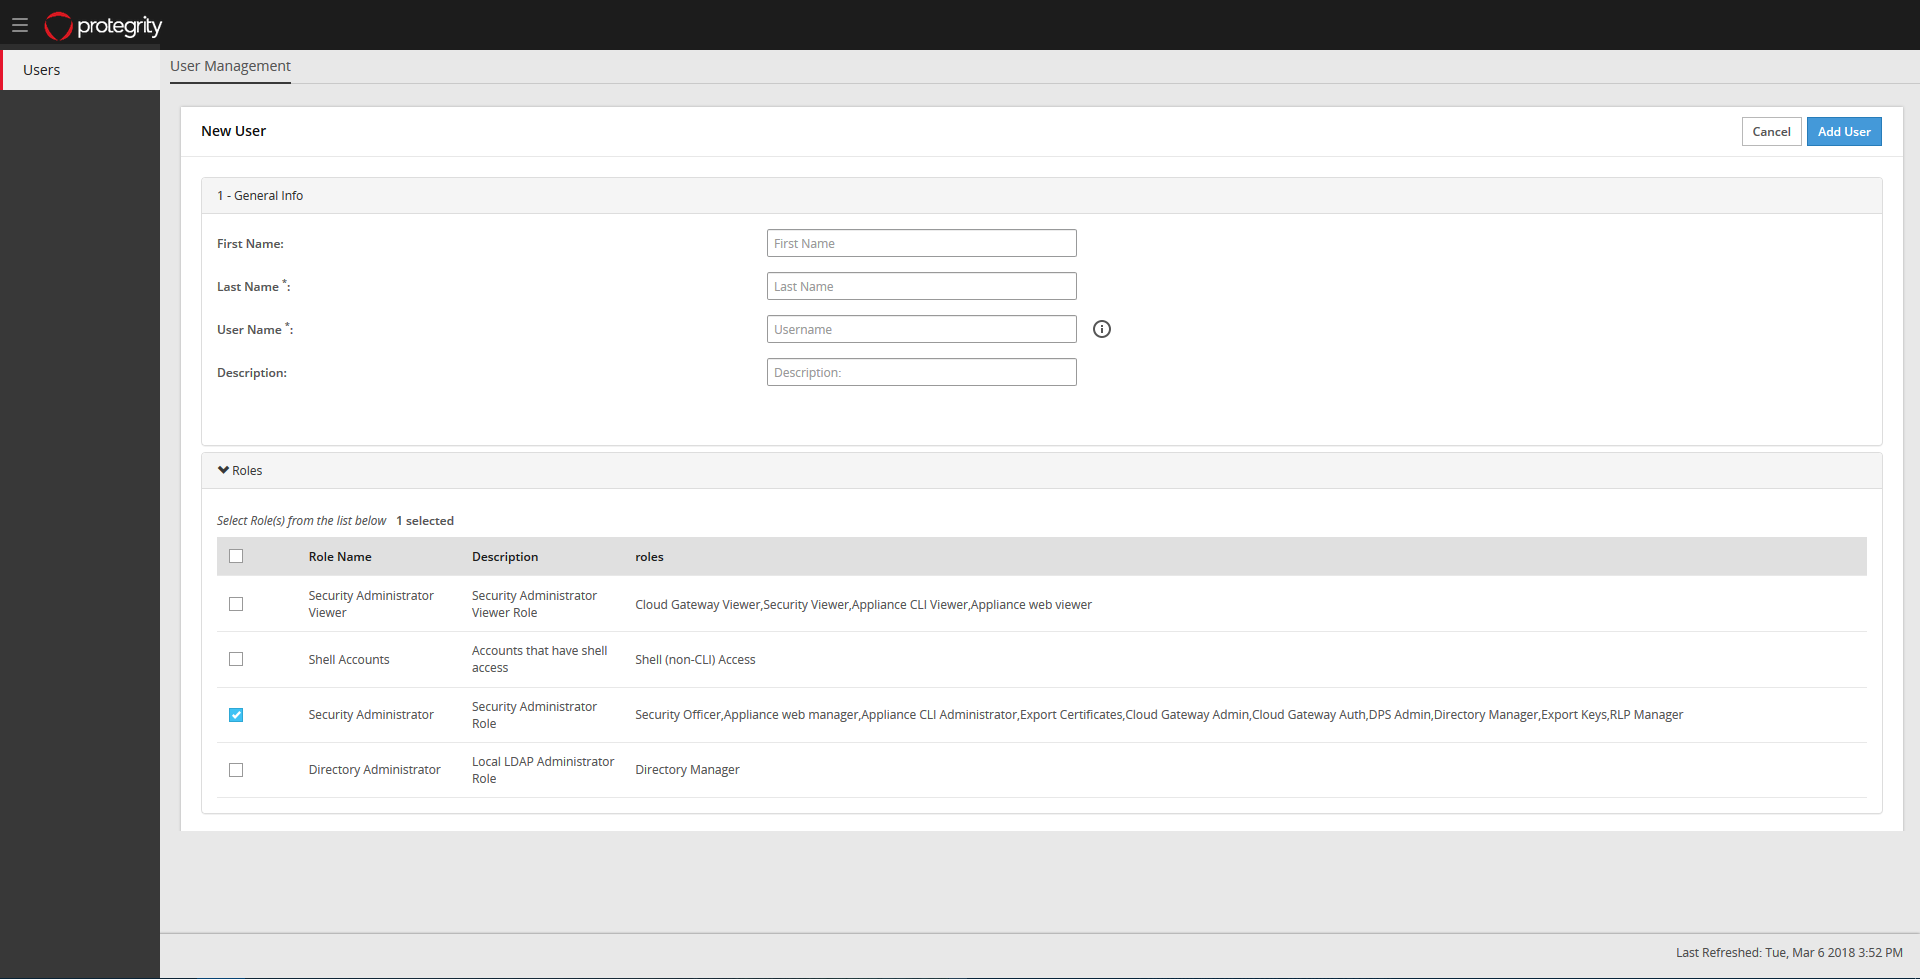 protegrity
Users
User Management
New User
Cancel
Add User
1 - General Info
First Name:
First Name
Last Name *:
Last Name
User Name *:
Username
Description:
Description:
Roles
Select Role(s) from the list below 1 selected
Role Name Description roles
Security Administrator
Viewer
Security Administrator
Viewer Role
Cloud Gateway Viewer,Security Viewer,Appliance CLI Viewer,Appliance web viewer
Shell Accounts
Accounts that have shell
access
Shell (non-CLI) Access
Security Administrator
Security Administrator
Role
Security Officer,Appliance web manager,Appliance CLI Administrator,Export Certificates,Cloud Gateway Admin,Cloud Gateway Auth,DPS Admin,Directory Manager,Export Keys,RLP Manager
Directory Administrator
Local LDAP Administrator
Role
Directory Manager
Last Refreshed: Tue, Mar 6 2018 3:52 PM